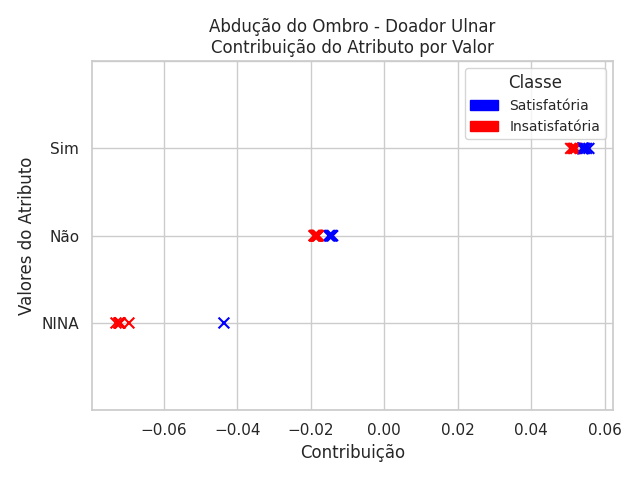 Abdução do Ombro - Doador Ulnar
Contribuição do Atributo por Valor
Classe
Satisfatória
Insatisfatória
Valores do Atributo
Sim
Não
NINA
−0.06
−0.04
−0.02
0.00
0.02
0.04
0.06
Contribuição